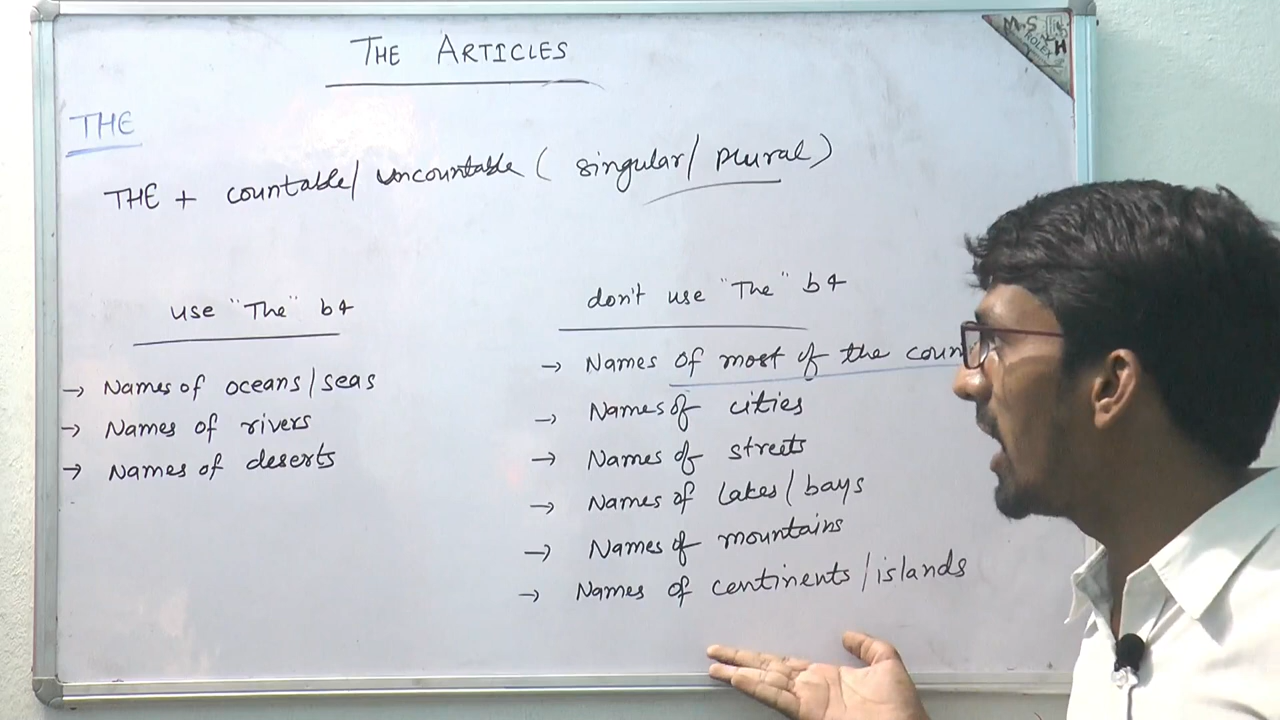 THE ARTICLES
THE
THE + countable/ uncountable ( singular/ plural)
use "The" b4
→ Names of oceans/seas
→ Names of rivers
→ Names of deserts
don't use "The" b4
→ Names of most of the coun
→ Names of cities
→ Names of streets
→ Names of lakes/bays
→ Names of mountains
→ Names of continents/islands
ROLEX